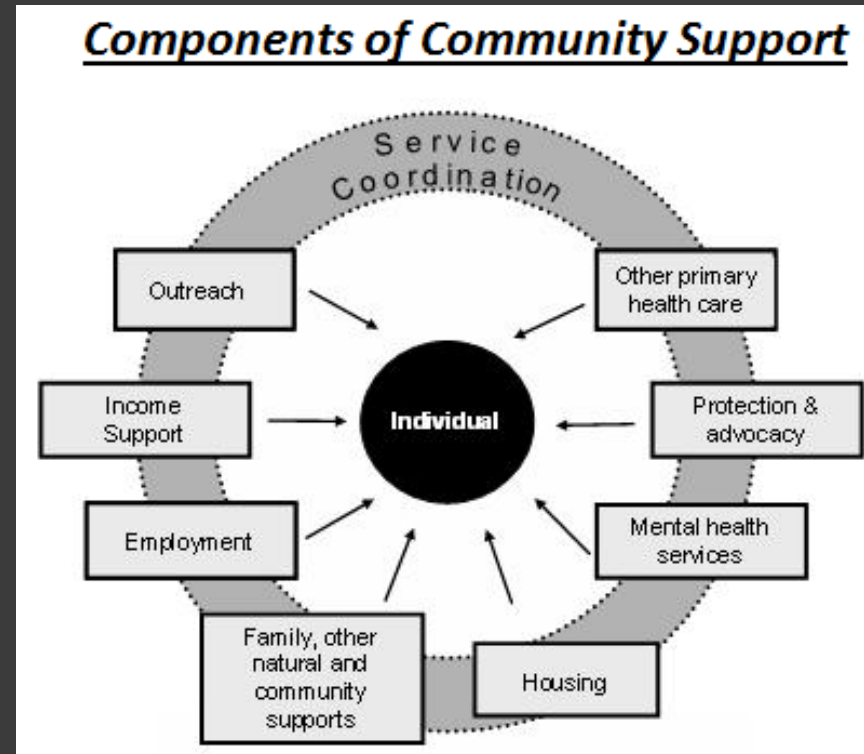 Components of Community Support
Service
Coordination
Outreach
Other primary
health care
Income
Support
Individual
Protection &
advocacy
Employment
Mental health
services
Family, other
natural and
community
supports
Housing